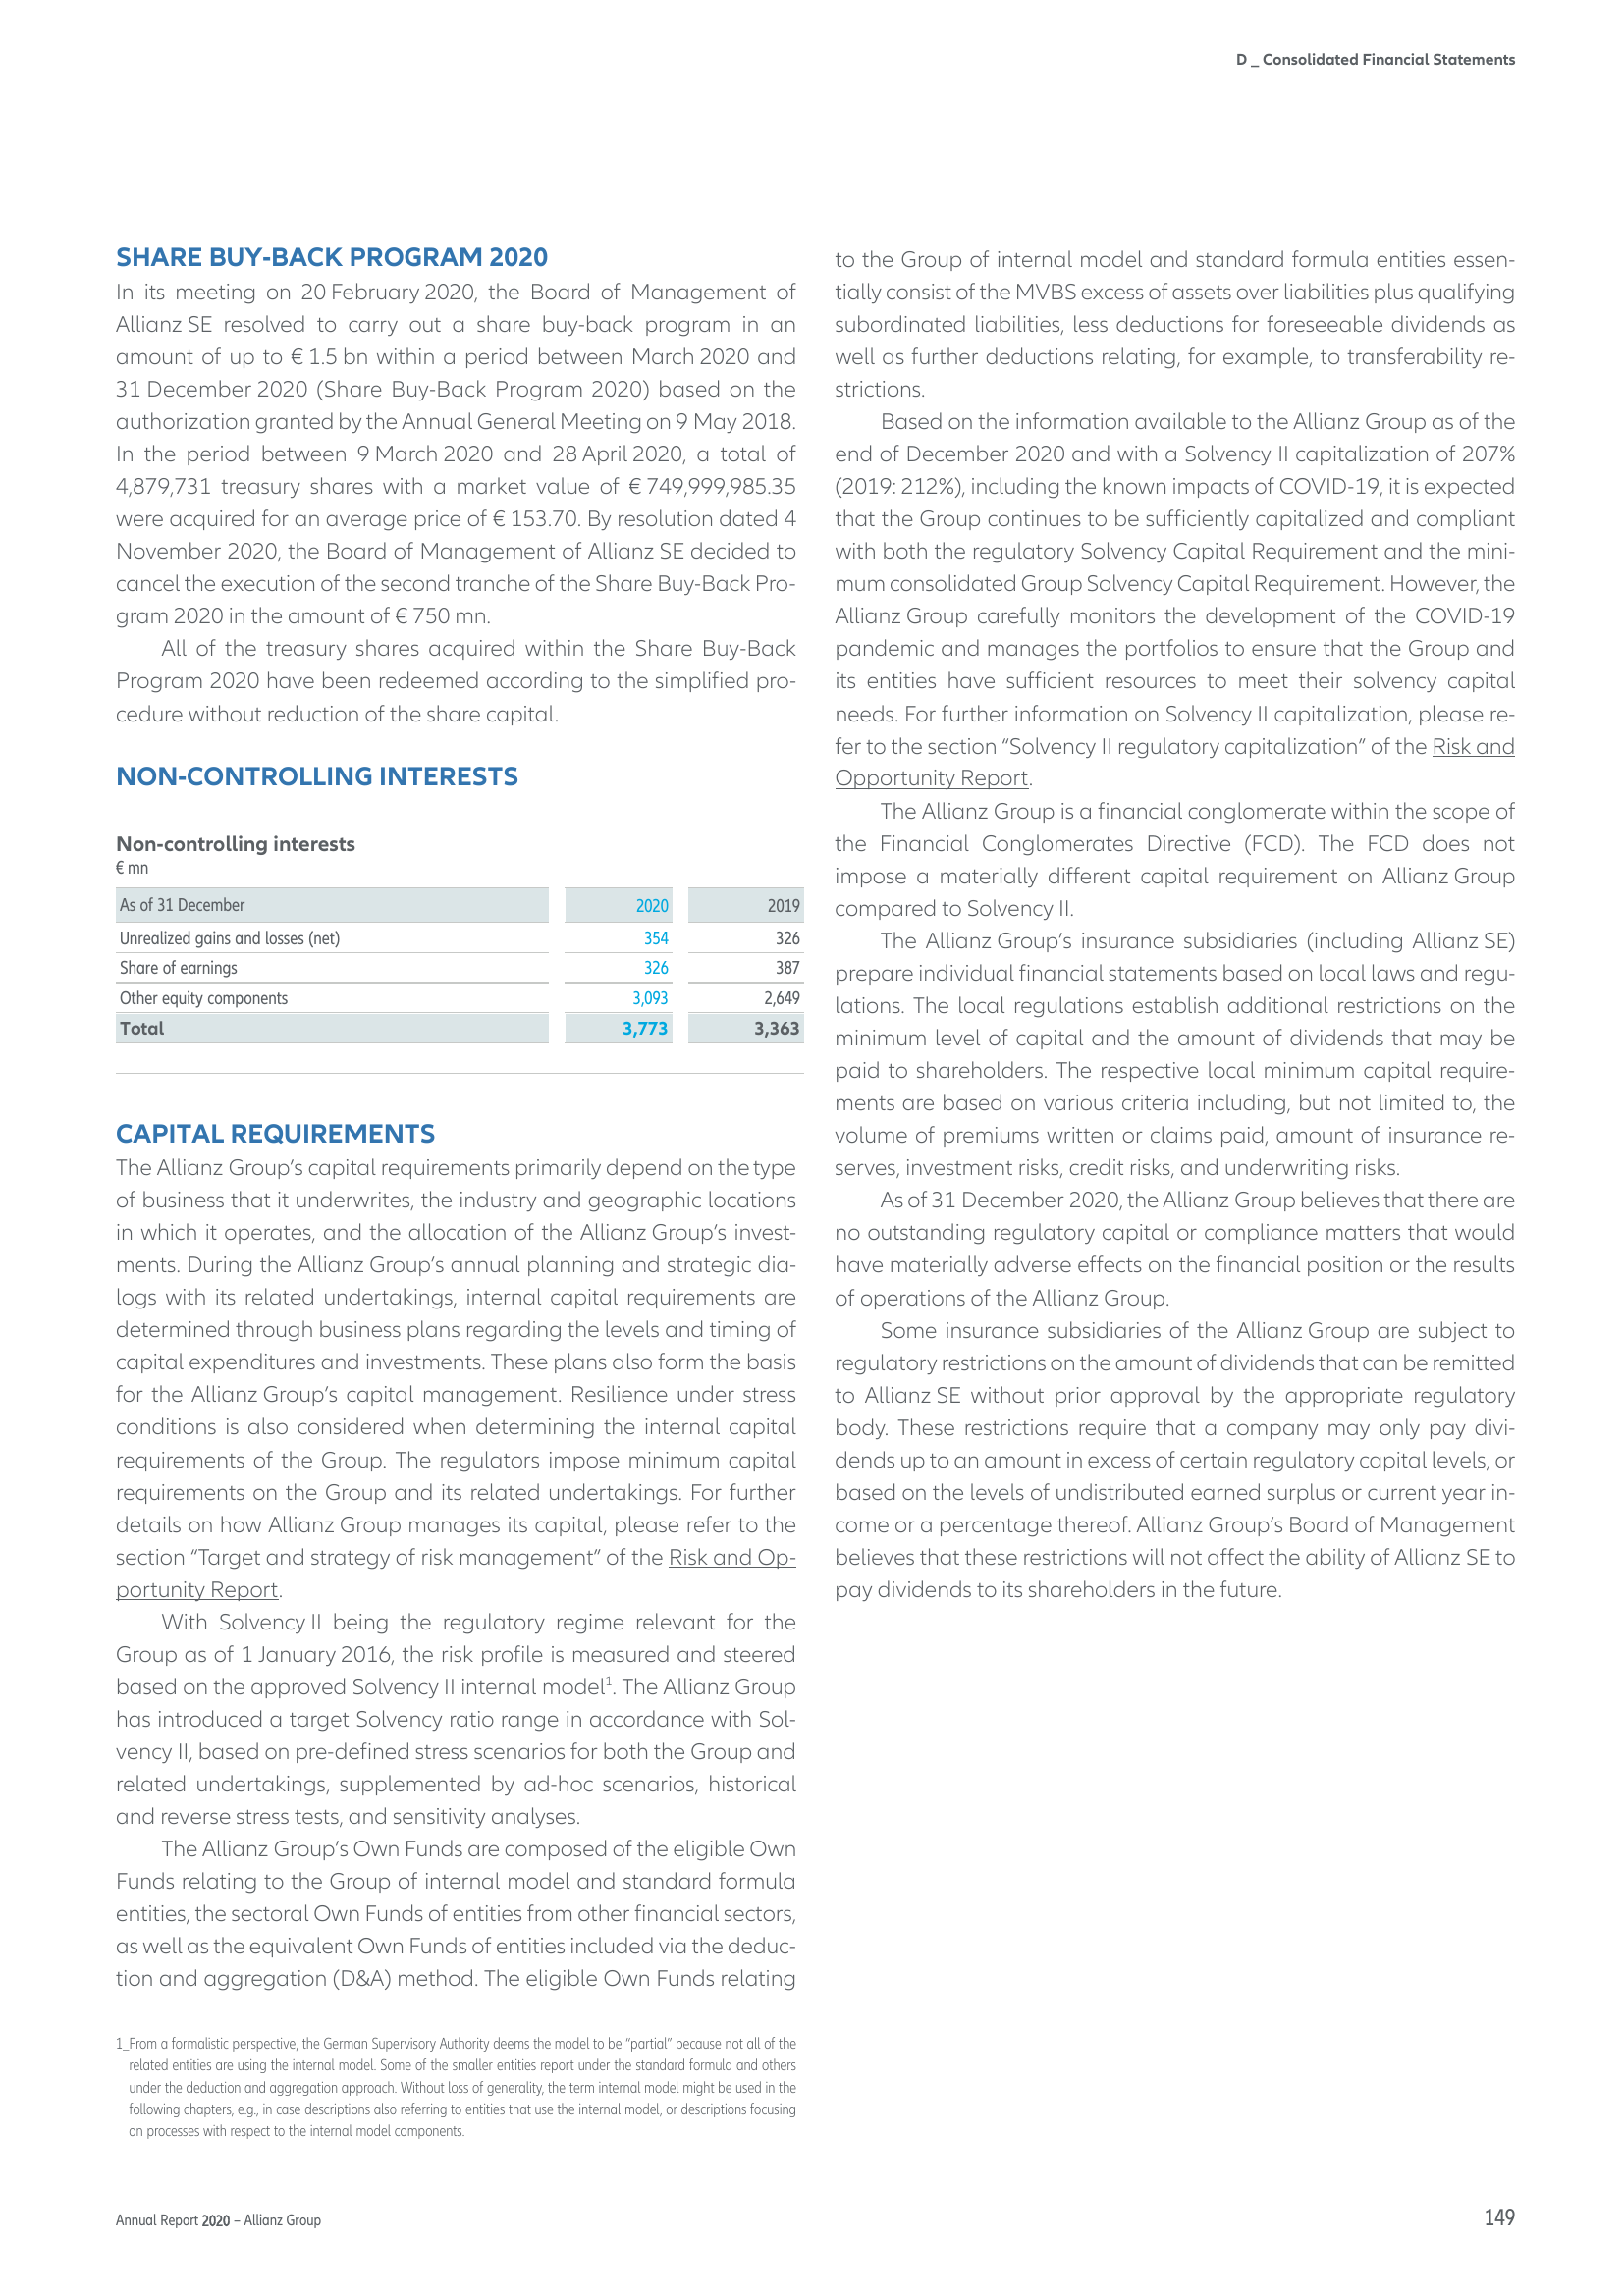 D _ Consolidated Financial Statements
SHARE BUY-BACK PROGRAM 2020
In its meeting on 20 February 2020, the Board of Management of
Allianz SE resolved to carry out a share buy-back program in an
amount of up to € 1.5 bn within a period between March 2020 and
31 December 2020 (Share Buy-Back Program 2020) based on the
authorization granted by the Annual General Meeting on 9 May 2018.
In the period between 9 March 2020 and 28 April 2020, a total of
4,879,731 treasury shares with a market value of € 749,999,985.35
were acquired for an average price of € 153.70. By resolution dated 4
November 2020, the Board of Management of Allianz SE decided to
cancel the execution of the second tranche of the Share Buy-Back Pro-
gram 2020 in the amount of € 750 mn.
All of the treasury shares acquired within the Share Buy-Back
Program 2020 have been redeemed according to the simplified pro-
cedure without reduction of the share capital.
NON-CONTROLLING INTERESTS
Non-controlling interests
€ mn
As of 31 December 2020 2019
Unrealized gains and losses (net) 354 326
Share of earnings 326 387
Other equity components 3,093 2,649
Total 3,773 3,363
CAPITAL REQUIREMENTS
The Allianz Group's capital requirements primarily depend on the type
of business that it underwrites, the industry and geographic locations
in which it operates, and the allocation of the Allianz Group's invest-
ments. During the Allianz Group's annual planning and strategic dia-
logs with its related undertakings, internal capital requirements are
determined through business plans regarding the levels and timing of
capital expenditures and investments. These plans also form the basis
for the Allianz Group's capital management. Resilience under stress
conditions is also considered when determining the internal capital
requirements of the Group. The regulators impose minimum capital
requirements on the Group and its related undertakings. For further
details on how Allianz Group manages its capital, please refer to the
section “Target and strategy of risk management” of the Risk and Op-
portunity Report.
With Solvency II being the regulatory regime relevant for the
Group as of 1 January 2016, the risk profile is measured and steered
based on the approved Solvency II internal model1. The Allianz Group
has introduced a target Solvency ratio range in accordance with Sol-
vency II, based on pre-defined stress scenarios for both the Group and
related undertakings, supplemented by ad-hoc scenarios, historical
and reverse stress tests, and sensitivity analyses.
The Allianz Group's Own Funds are composed of the eligible Own
Funds relating to the Group of internal model and standard formula
entities, the sectoral Own Funds of entities from other financial sectors,
as well as the equivalent Own Funds of entities included via the deduc-
tion and aggregation (D&A) method. The eligible Own Funds relating
1_From a formalistic perspective, the German Supervisory Authority deems the model to be “partial” because not all of the
related entities are using the internal model. Some of the smaller entities report under the standard formula and others
under the deduction and aggregation approach. Without loss of generality, the term internal model might be used in the
following chapters, e.g., in case descriptions also referring to entities that use the internal model, or descriptions focusing
on processes with respect to the internal model components.
to the Group of internal model and standard formula entities essen-
tially consist of the MVBS excess of assets over liabilities plus qualifying
subordinated liabilities, less deductions for foreseeable dividends as
well as further deductions relating, for example, to transferability re-
strictions.
Based on the information available to the Allianz Group as of the
end of December 2020 and with a Solvency II capitalization of 207%
(2019: 212%), including the known impacts of COVID-19, it is expected
that the Group continues to be sufficiently capitalized and compliant
with both the regulatory Solvency Capital Requirement and the mini-
mum consolidated Group Solvency Capital Requirement. However, the
Allianz Group carefully monitors the development of the COVID-19
pandemic and manages the portfolios to ensure that the Group and
its entities have sufficient resources to meet their solvency capital
needs. For further information on Solvency II capitalization, please re-
fer to the section “Solvency II regulatory capitalization” of the Risk and
Opportunity Report.
The Allianz Group is a financial conglomerate within the scope of
the Financial Conglomerates Directive (FCD). The FCD does not
impose a materially different capital requirement on Allianz Group
compared to Solvency II.
The Allianz Group's insurance subsidiaries (including Allianz SE)
prepare individual financial statements based on local laws and regu-
lations. The local regulations establish additional restrictions on the
minimum level of capital and the amount of dividends that may be
paid to shareholders. The respective local minimum capital require-
ments are based on various criteria including, but not limited to, the
volume of premiums written or claims paid, amount of insurance re-
serves, investment risks, credit risks, and underwriting risks.
As of 31 December 2020, the Allianz Group believes that there are
no outstanding regulatory capital or compliance matters that would
have materially adverse effects on the financial position or the results
of operations of the Allianz Group.
Some insurance subsidiaries of the Allianz Group are subject to
regulatory restrictions on the amount of dividends that can be remitted
to Allianz SE without prior approval by the appropriate regulatory
body. These restrictions require that a company may only pay divi-
dends up to an amount in excess of certain regulatory capital levels, or
based on the levels of undistributed earned surplus or current year in-
come or a percentage thereof. Allianz Group's Board of Management
believes that these restrictions will not affect the ability of Allianz SE to
pay dividends to its shareholders in the future.
Annual Report 2020 – Allianz Group
149